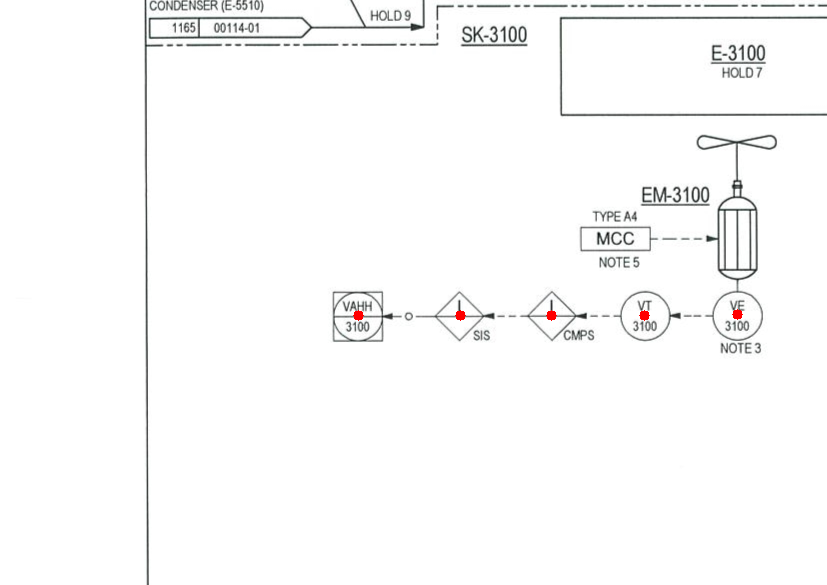 CONDENSER (E-5510)
1165 00114-01
HOLD 9
SK-3100
E-3100
HOLD 7
EM-3100
TYPE A4
MCC
NOTE 5
VAHH
3100
I
SIS
I
CMPS
VT
3100
VE
3100
NOTE 3